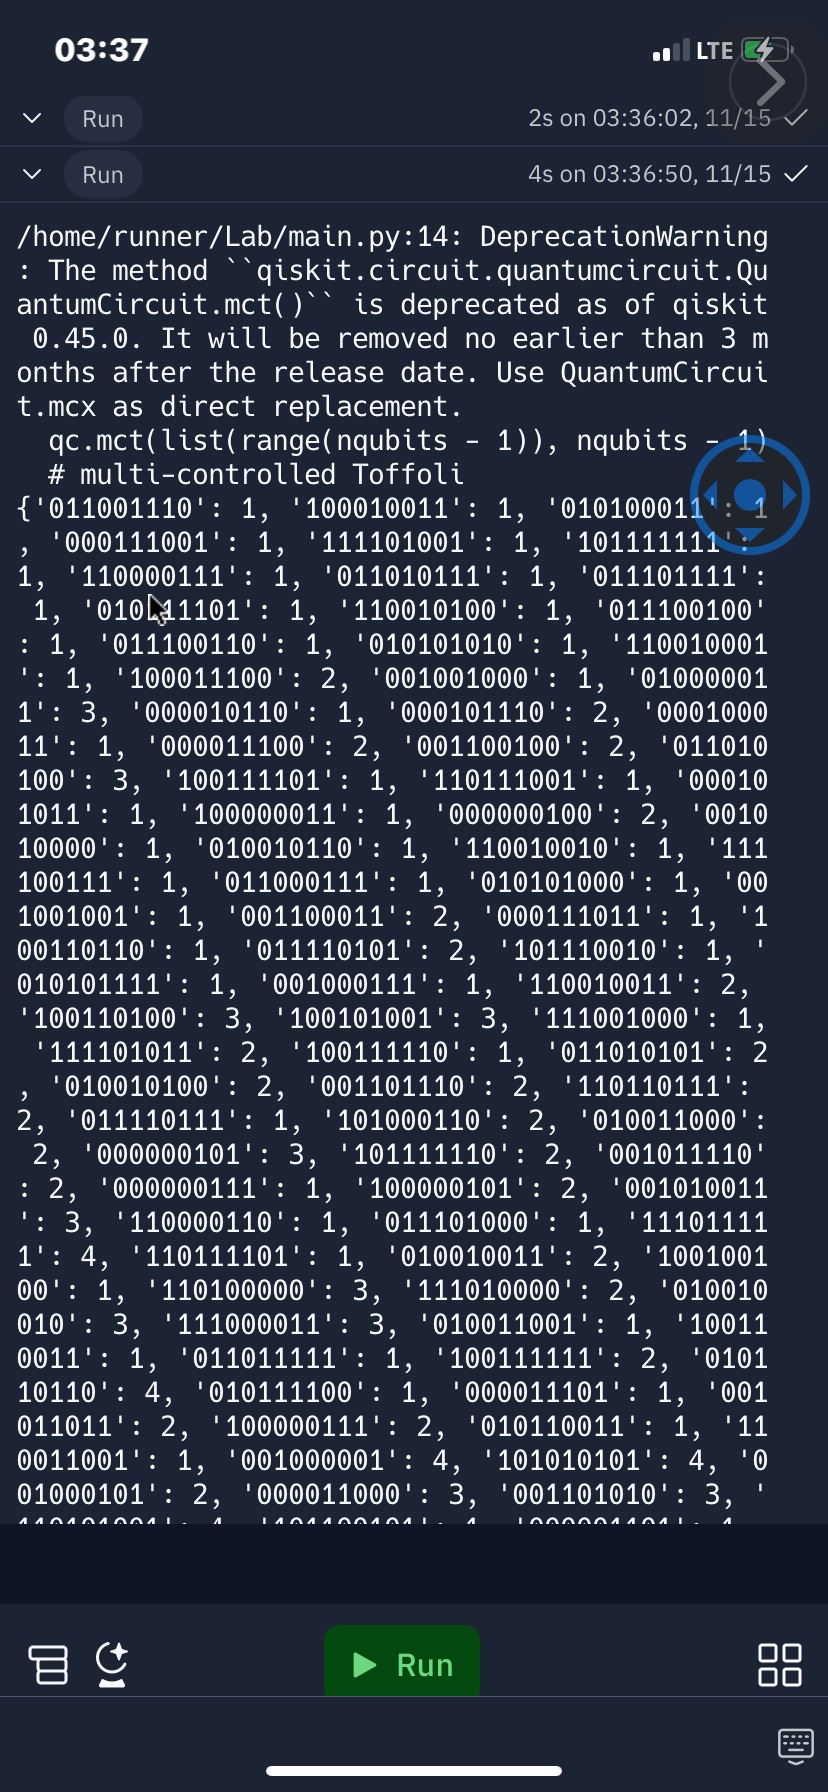 03:37
LTE
Run
2s on 03:36:02, 11/15
Run
4s on 03:36:50, 11/15
/home/runner/Lab/main.py:14: DeprecationWarning
: The method ``qiskit.circuit.quantumcircuit.Qu
antumCircuit.mct()`` is deprecated as of qiskit
 0.45.0. It will be removed no earlier than 3 m
onths after the release date. Use QuantumCircui
t.mcx as direct replacement.
  qc.mct(list(range(nqubits - 1)), nqubits - 1)
  # multi-controlled Toffoli
{'011001110': 1, '100010011': 1, '010100011': 1
, '000111001': 1, '111101001': 1, '101111111':
1, '110000111': 1, '011010111': 1, '011101111':
 1, '010111101': 1, '110010100': 1, '011100100'
: 1, '011100110': 1, '010101010': 1, '110010001
': 1, '100011100': 2, '001001000': 1, '01000001
1': 3, '000010110': 1, '000101110': 2, '0001000
11': 1, '000011100': 2, '001100100': 2, '011010
100': 3, '100111101': 1, '110111001': 1, '00010
1011': 1, '100000011': 1, '000000100': 2, '0010
10000': 1, '010010110': 1, '110010010': 1, '111
100111': 1, '011000111': 1, '010101000': 1, '00
1001001': 1, '001100011': 2, '000111011': 1, '1
00110110': 1, '011110101': 2, '101110010': 1, '
010101111': 1, '001000111': 1, '110010011': 2,
'100110100': 3, '100101001': 3, '111001000': 1,
 '111101011': 2, '100111110': 1, '011010101': 2
, '010010100': 2, '001101110': 2, '110110111':
2, '011110111': 1, '101000110': 2, '010011000':
 2, '000000101': 3, '101111110': 2, '001011110'
: 2, '000000111': 1, '100000101': 2, '001010011
': 3, '110000110': 1, '011101000': 1, '11101111
1': 4, '110111101': 1, '010010011': 2, '1001001
00': 1, '110100000': 3, '111010000': 2, '010010
010': 3, '111000011': 3, '010011001': 1, '10011
0011': 1, '011011111': 1, '100111111': 2, '0101
10110': 4, '010111100': 1, '000011101': 1, '001
011011': 2, '100000111': 2, '010110011': 1, '11
0011001': 1, '001000001': 4, '101010101': 4, '0
01000101': 2, '000011000': 3, '001101010': 3, '
Run